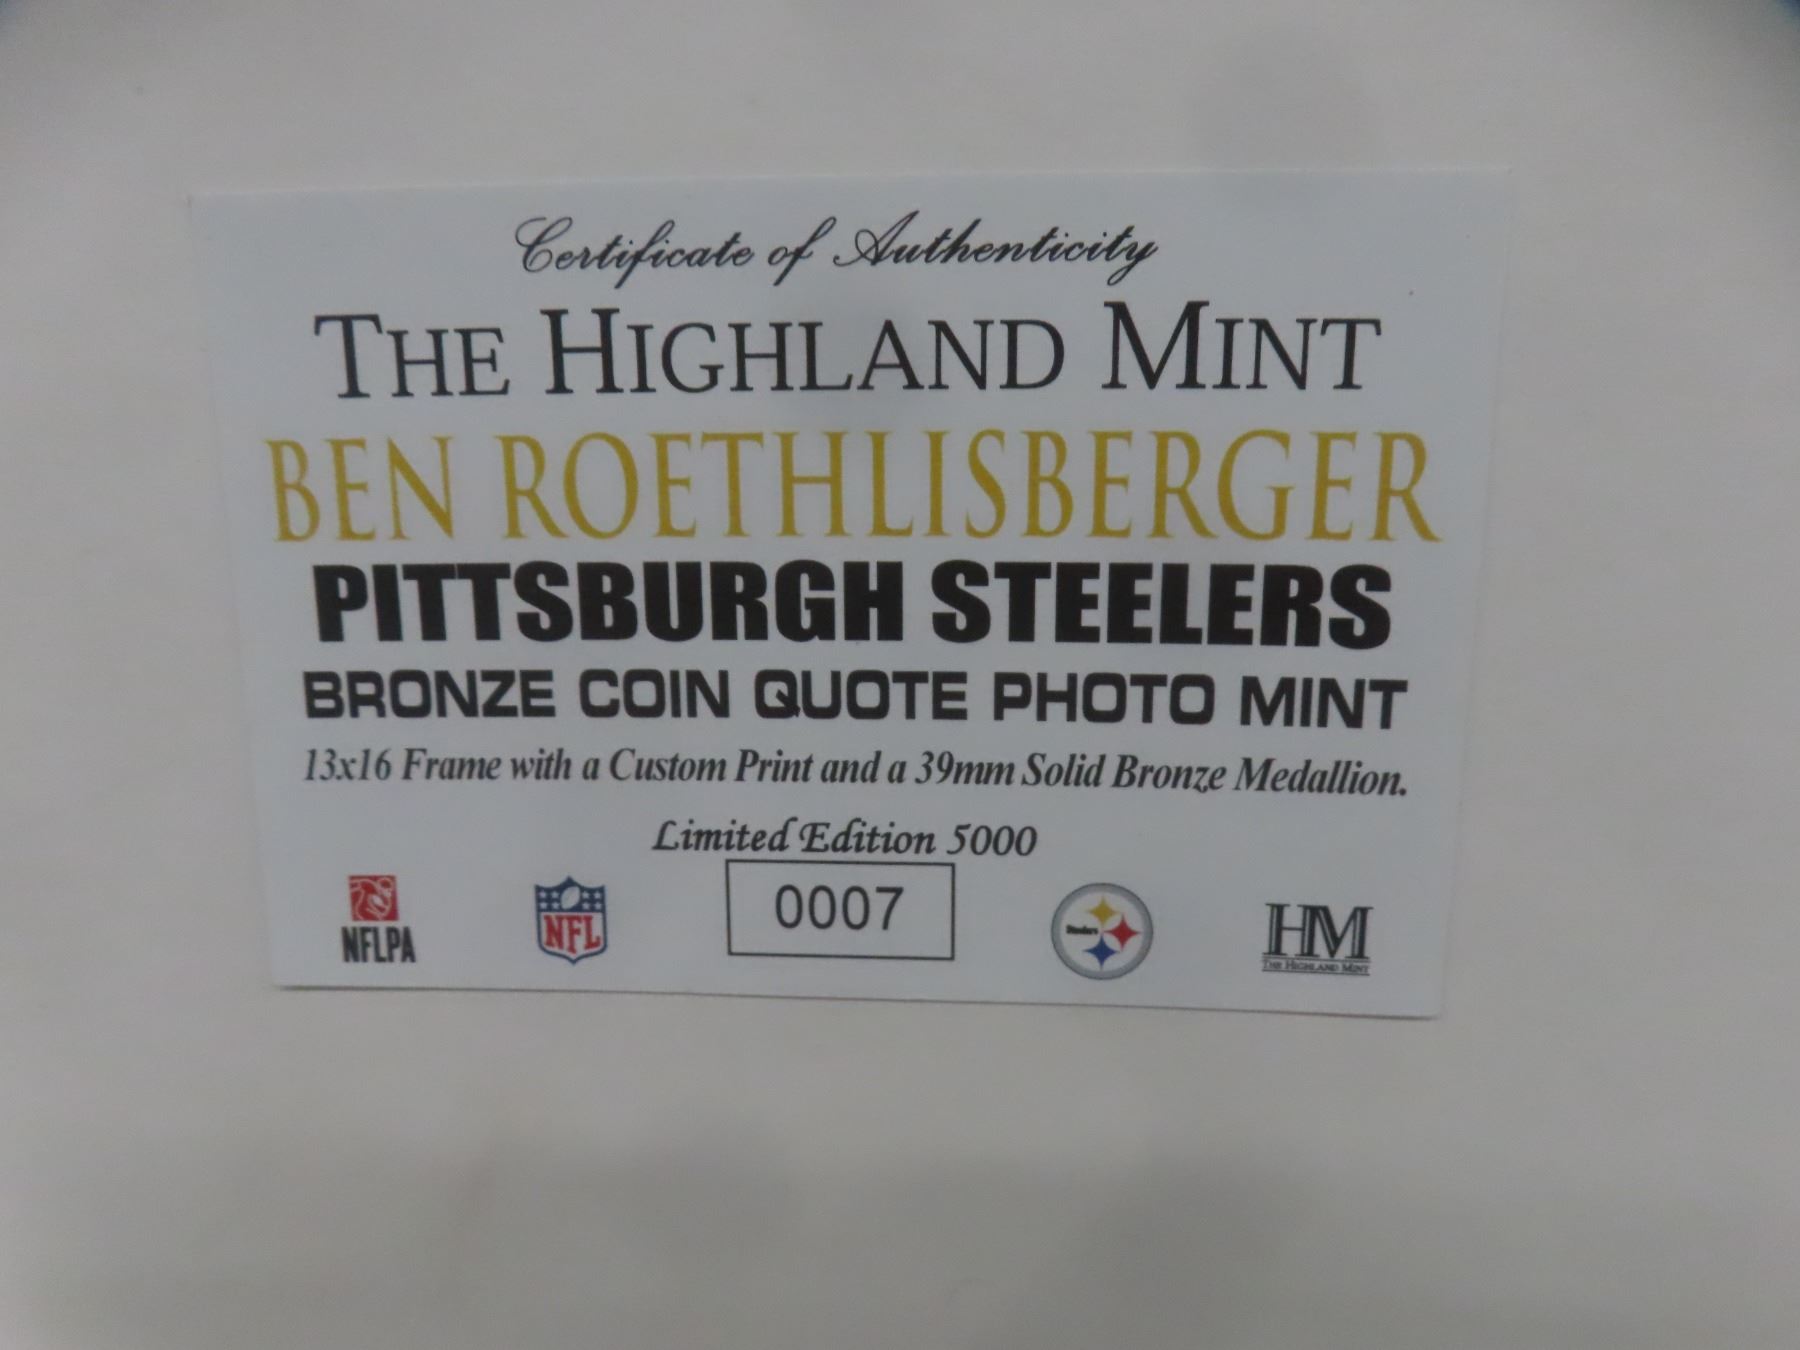 Certificate of Authenticity
THE HIGHLAND MINT
BEN ROETHLISBERGER
PITTSBURGH STEELERS
BRONZE COIN QUOTE PHOTO MINT
13x16 Frame with a Custom Print and a 39mm Solid Bronze Medallion.
Limited Edition 5000
0007
NFLPA
NFL
Steelers
HM
THE HIGHLAND MINT